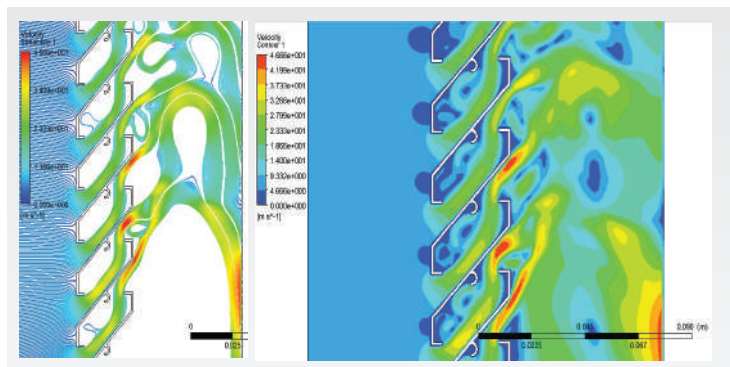 Velocity
[m s^-1]
0
0.025
Velocity
Contour 1
4.666e+001
4.199e+001
3.733e+001
3.266e+001
2.799e+001
2.333e+001
1.866e+001
1.400e+001
9.332e+000
4.666e+000
0.000e+000
[m s^-1]
0
0.045
0.090 (m)
0.0225
0.067